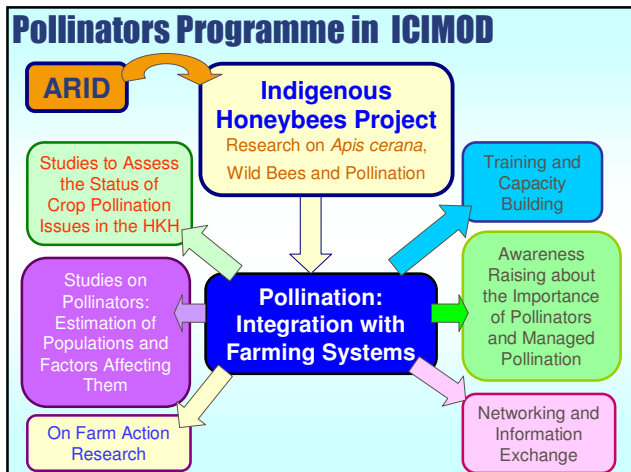 Pollinators Programme in ICIMOD
ARID
Indigenous
Honeybees Project
Research on Apis cerana,
Wild Bees and Pollination
Studies to Assess
the Status of
Crop Pollination
Issues in the HKH
Training and
Capacity
Building
Studies on
Pollinators:
Estimation of
Populations and
Factors Affecting
Them
Pollination:
Integration with
Farming Systems
Awareness
Raising about
the Importance
of Pollinators
and Managed
Pollination
On Farm Action
Research
Networking and
Information
Exchange